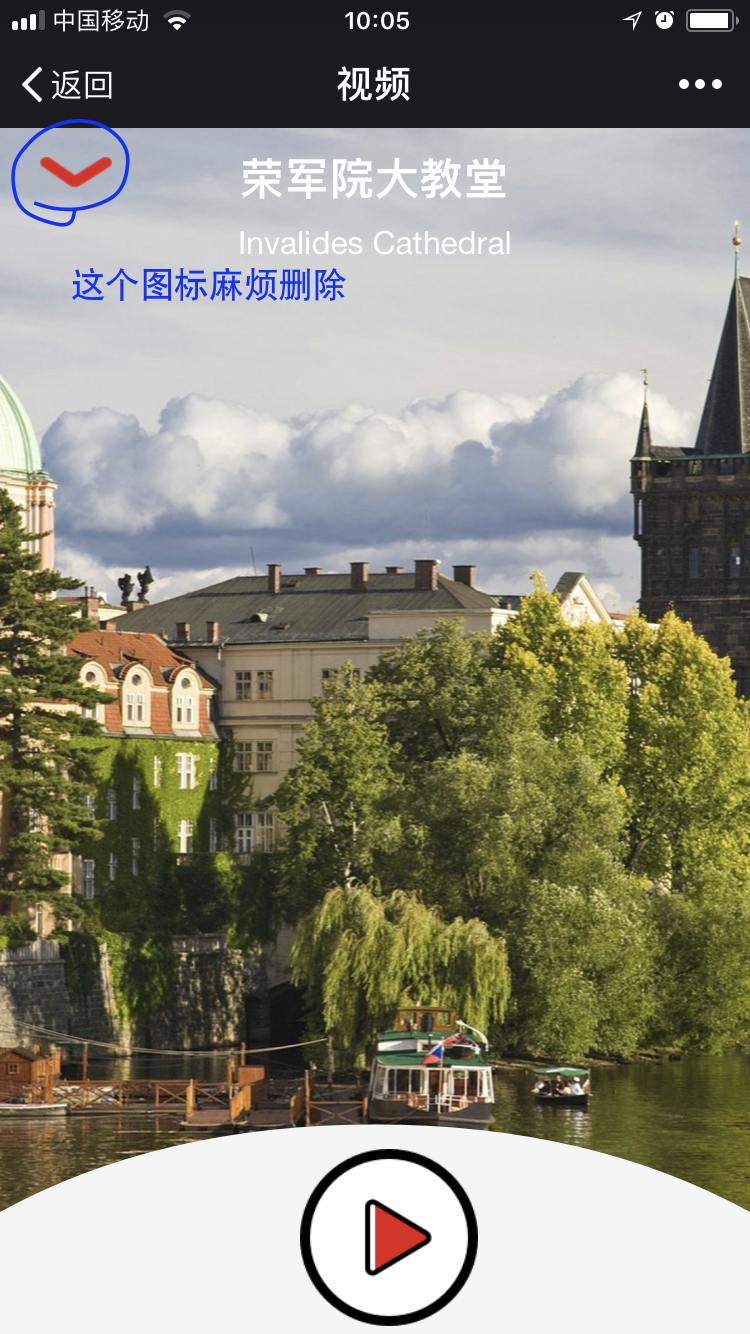 中国移动
10:05
返回
视频
荣军院大教堂
Invalides Cathedral
这个图标麻烦删除